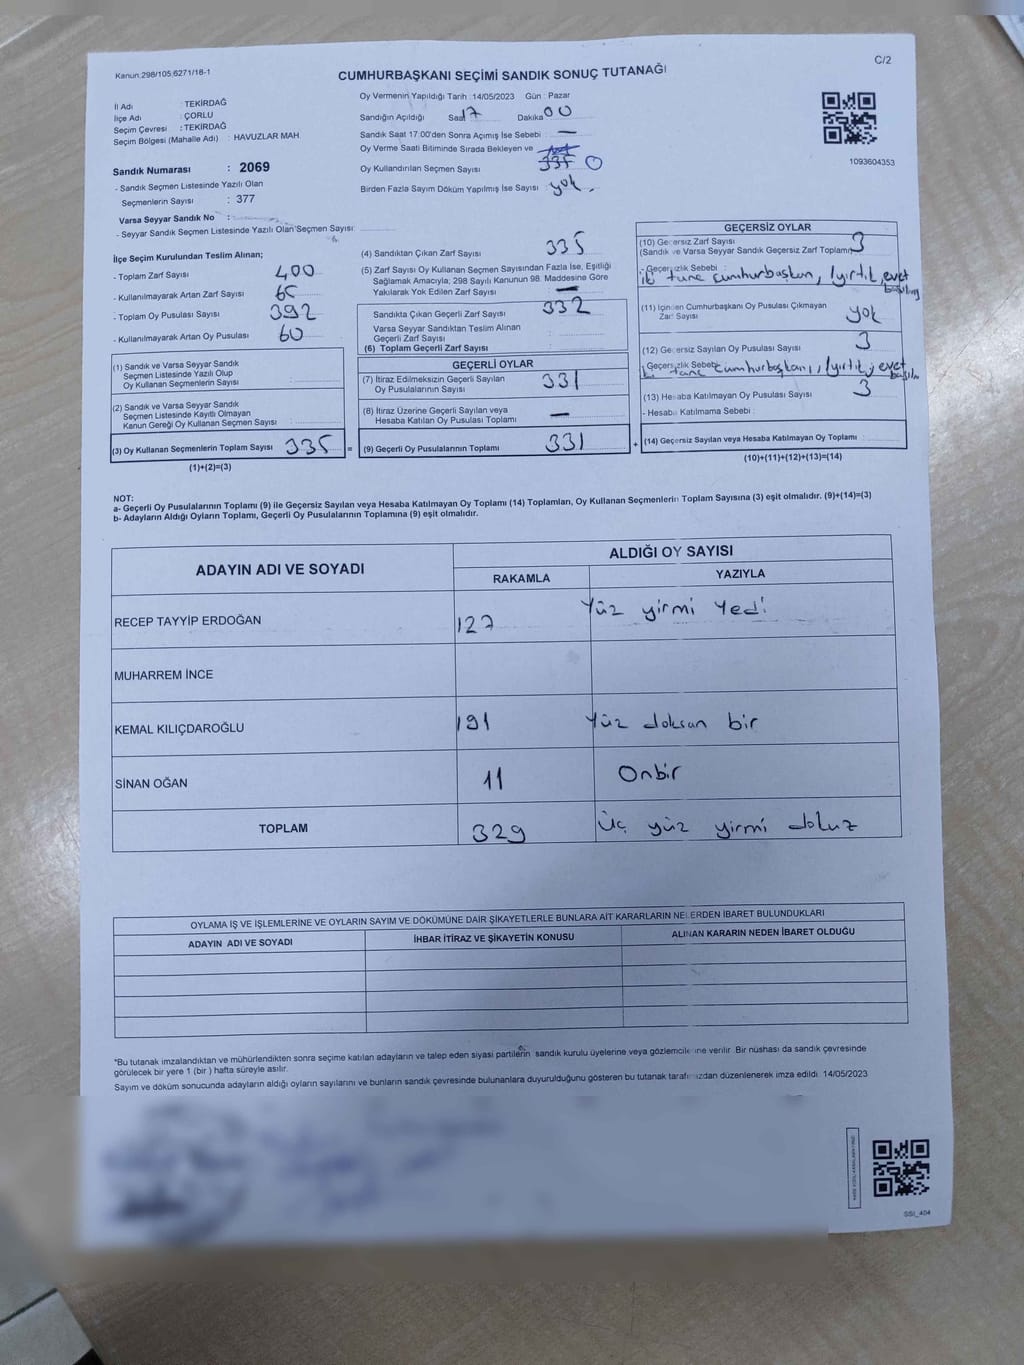 Kanun:298/105,6271/18-1
C/2
CUMHURBAŞKANI SEÇİMİ SANDIK SONUÇ TUTANAĞI
İl Adı : TEKİRDAĞ
İlçe Adı : ÇORLU
Seçim Çevresi : TEKİRDAĞ
Seçim Bölgesi (Mahalle Adı) : HAVUZLAR MAH.
Sandık Numarası : 2069
- Sandık Seçmen Listesinde Yazılı Olan
Seçmenlerin Sayısı : 377
Varsa Seyyar Sandık No :
- Seyyar Sandık Seçmen Listesinde Yazılı Olan Seçmen Sayısı:
Oy Vermenin Yapıldığı Tarih :14/05/2023 Gün : Pazar
Sandığın Açıldığı Saat 17 Dakika 00
Sandık Saat 17.00'den Sonra Açılmış İse Sebebi : —
Oy Verme Saati Bitiminde Sırada Bekleyen ve
Oy Kullandırılan Seçmen Sayısı 335 0
Birden Fazla Sayım Döküm Yapılmış İse Sayısı yok.
1093604353
İlçe Seçim Kurulundan Teslim Alınan;
- Toplam Zarf Sayısı : 400
- Kullanılmayarak Artan Zarf Sayısı : 65
- Toplam Oy Pusulası Sayısı : 392
- Kullanılmayarak Artan Oy Pusulası : 60
(1) Sandık ve Varsa Seyyar Sandık
Seçmen Listesinde Yazılı Olup
Oy Kullanan Seçmenlerin Sayısı :
(2) Sandık ve Varsa Seyyar Sandık
Seçmen Listesinde Kayıtlı Olmayan
Kanun Gereği Oy Kullanan Seçmen Sayısı :
(3) Oy Kullanan Seçmenlerin Toplam Sayısı 335 =
(1)+(2)=(3)
(4) Sandıktan Çıkan Zarf Sayısı 335
(5) Zarf Sayısı Oy Kullanan Seçmen Sayısından Fazla İse, Eşitliği
Sağlamak Amacıyla, 298 Sayılı Kanunun 98. Maddesine Göre
Yakılarak Yok Edilen Zarf Sayısı : —
Sandıkta Çıkan Geçerli Zarf Sayısı : 332
Varsa Seyyar Sandıktan Teslim Alınan
Geçerli Zarf Sayısı :
(6) Toplam Geçerli Zarf Sayısı :
GEÇERLİ OYLAR
(7) İtiraz Edilmeksizin Geçerli Sayılan
Oy Pusulalarının Sayısı : 331
(8) İtiraz Üzerine Geçerli Sayılan veya
Hesaba Katılan Oy Pusulası Toplamı : —
(9) Geçerli Oy Pusulalarının Toplamı : 331 +
GEÇERSİZ OYLAR
(10) Geçersiz Zarf Sayısı
(Sandık ve Varsa Seyyar Sandık Geçersiz Zarf Toplamı) 3
- Geçersizlik Sebebi :
tane cumhurbaşkan, yırtık, evet
(11) İçinden Cumhurbaşkanı Oy Pusulası Çıkmayan
Zarf Sayısı : yok
(12) Geçersiz Sayılan Oy Pusulası Sayısı : 3
Geçersizlik Sebebi
tane cumhurbaşkanı, yırtık, evet
(13) Hesaba Katılmayan Oy Pusulası Sayısı : 3
- Hesaba Katılmama Sebebi :
(14) Geçersiz Sayılan veya Hesaba Katılmayan Oy Toplamı :
(10)+(11)+(12)+(13)=(14)
NOT:
a- Geçerli Oy Pusulalarının Toplamı (9) ile Geçersiz Sayılan veya Hesaba Katılmayan Oy Toplamı (14) Toplamları, Oy Kullanan Seçmenlerin Toplam Sayısına (3) eşit olmalıdır. (9)+(14)=(3)
b- Adayların Aldığı Oyların Toplamı, Geçerli Oy Pusulalarının Toplamına (9) eşit olmalıdır.
ADAYIN ADI VE SOYADI ALDIĞI OY SAYISI
RAKAMLA YAZIYLA
RECEP TAYYİP ERDOĞAN 127 Yüz yirmi Yedi
MUHARREM İNCE
KEMAL KILIÇDAROĞLU 191 Yüz doksan bir
SİNAN OĞAN 11 Onbir
TOPLAM 329 üç yüz yirmi dokuz
OYLAMA İŞ VE İŞLEMLERİNE VE OYLARIN SAYIM VE DÖKÜMÜNE DAİR ŞİKAYETLERLE BUNLARA AİT KARARLARIN NELERDEN İBARET BULUNDUKLARI
ADAYIN ADI VE SOYADI İHBAR İTİRAZ VE ŞİKAYETİN KONUSU ALINAN KARARIN NEDEN İBARET OLDUĞU
*Bu tutanak imzalandıktan ve mühürlendikten sonra seçime katılan adayların ve talep eden siyasi partilerin sandık kurulu üyelerine veya gözlemcilerine verilir. Bir nüshası da sandık çevresinde
görülecek bir yere 1 (bir) hafta süreyle asılır.
Sayım ve döküm sonucunda adayların aldığı oyların sayılarını ve bunların sandık çevresinde bulunanlara duyurulduğunu gösteren bu tutanak tarafımızdan düzenlenerek imza edildi. 14/05/2023
SSI_404